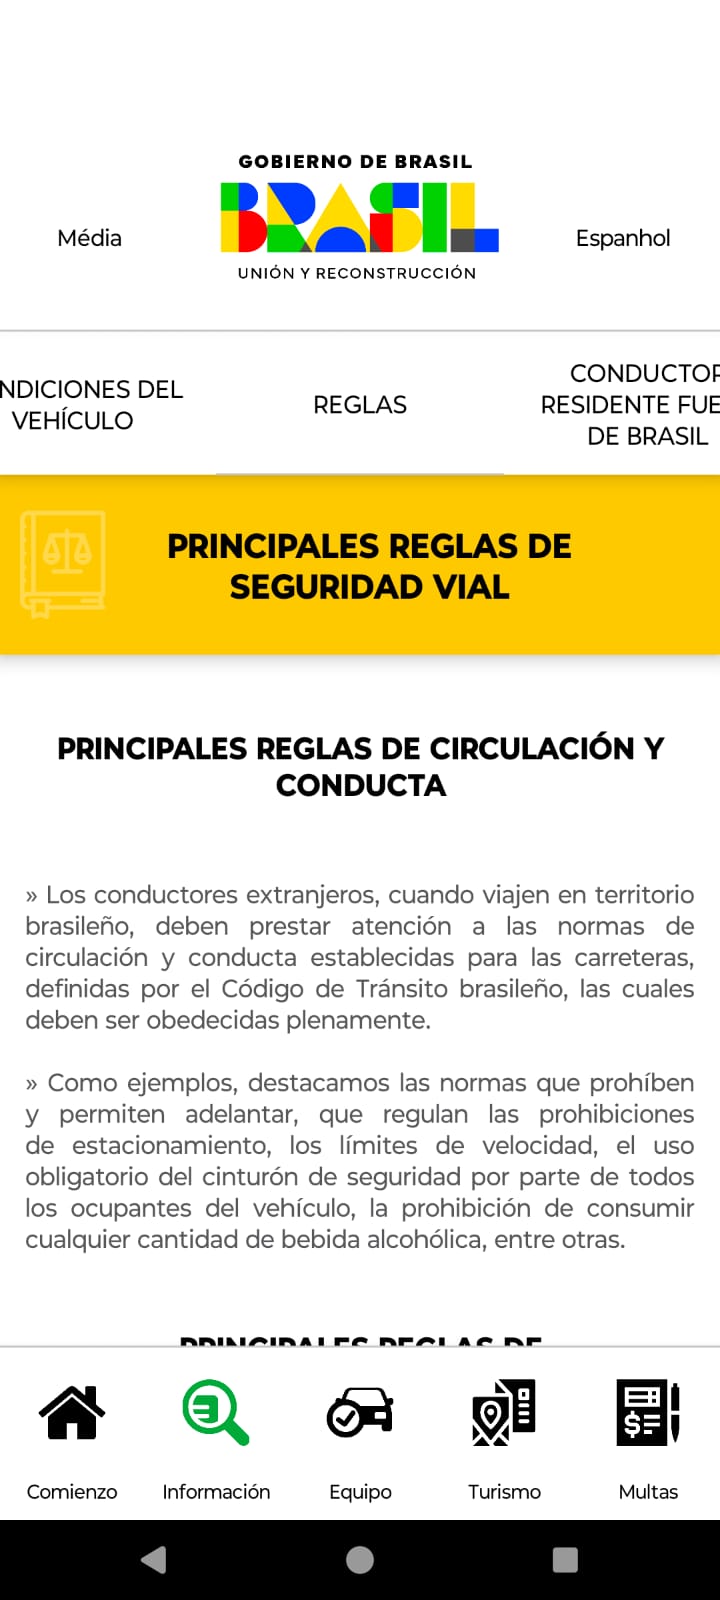 GOBIERNO DE BRASIL
BRASIL
UNIÓN Y RECONSTRUCCIÓN
Média
Espanhol
NDICIONES DEL
VEHÍCULO
REGLAS
CONDUCTOR
RESIDENTE FUE
DE BRASIL
PRINCIPALES REGLAS DE
SEGURIDAD VIAL
PRINCIPALES REGLAS DE CIRCULACIÓN Y
CONDUCTA
» Los conductores extranjeros, cuando viajen en territorio
brasileño, deben prestar atención a las normas de
circulación y conducta establecidas para las carreteras,
definidas por el Código de Tránsito brasileño, las cuales
deben ser obedecidas plenamente.
» Como ejemplos, destacamos las normas que prohíben
y permiten adelantar, que regulan las prohibiciones
de estacionamiento, los límites de velocidad, el uso
obligatorio del cinturón de seguridad por parte de todos
los ocupantes del vehículo, la prohibición de consumir
cualquier cantidad de bebida alcohólica, entre otras.
PRINCIPALES REGLAS DE
Comienzo
Información
Equipo
Turismo
Multas